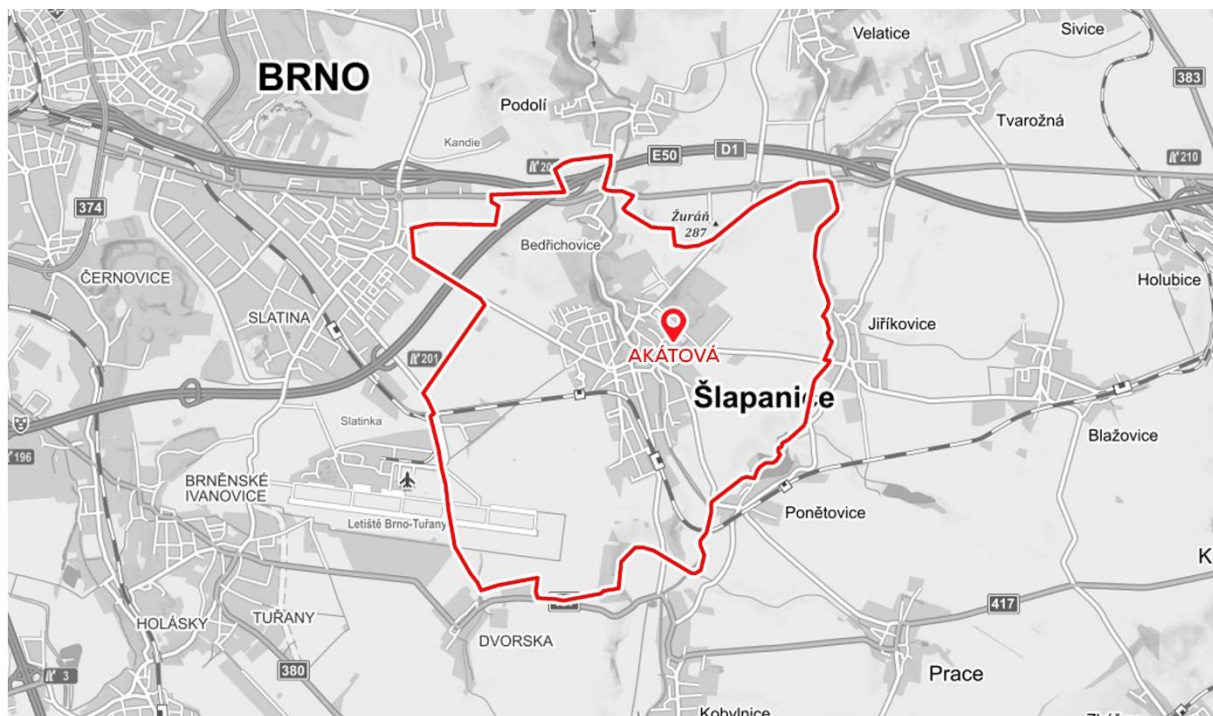 Velatice
Sivice
383
BRNO
Podolí
Tvarožná
Kandie
E50
D1
210
374
Žuráň
287
Bedřichovice
ČERNOVICE
Holubice
SLATINA
Jiříkovice
AKÁTOVÁ
201
Šlapanice
Slatinka
Blažovice
196
BRNĚNSKÉ
IVANOVICE
Letiště Brno-Tuřany
Ponětovice
417
HOLÁSKY
TUŘANY
DVORSKA
380
3
Prace
Kobylnice